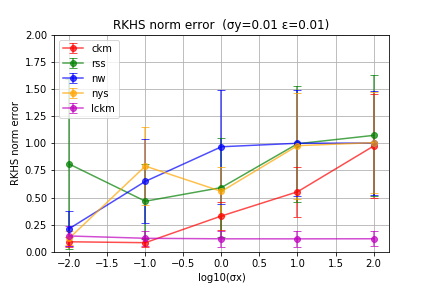 RKHS norm error (σy=0.01 ε=0.01)
2.00
1.75
1.50
1.25
1.00
0.75
0.50
0.25
0.00
RKHS norm error
ckm
rss
nw
nys
lckm
−2.0 −1.5 −1.0 −0.5 0.0 0.5 1.0 1.5 2.0
log10(σx)